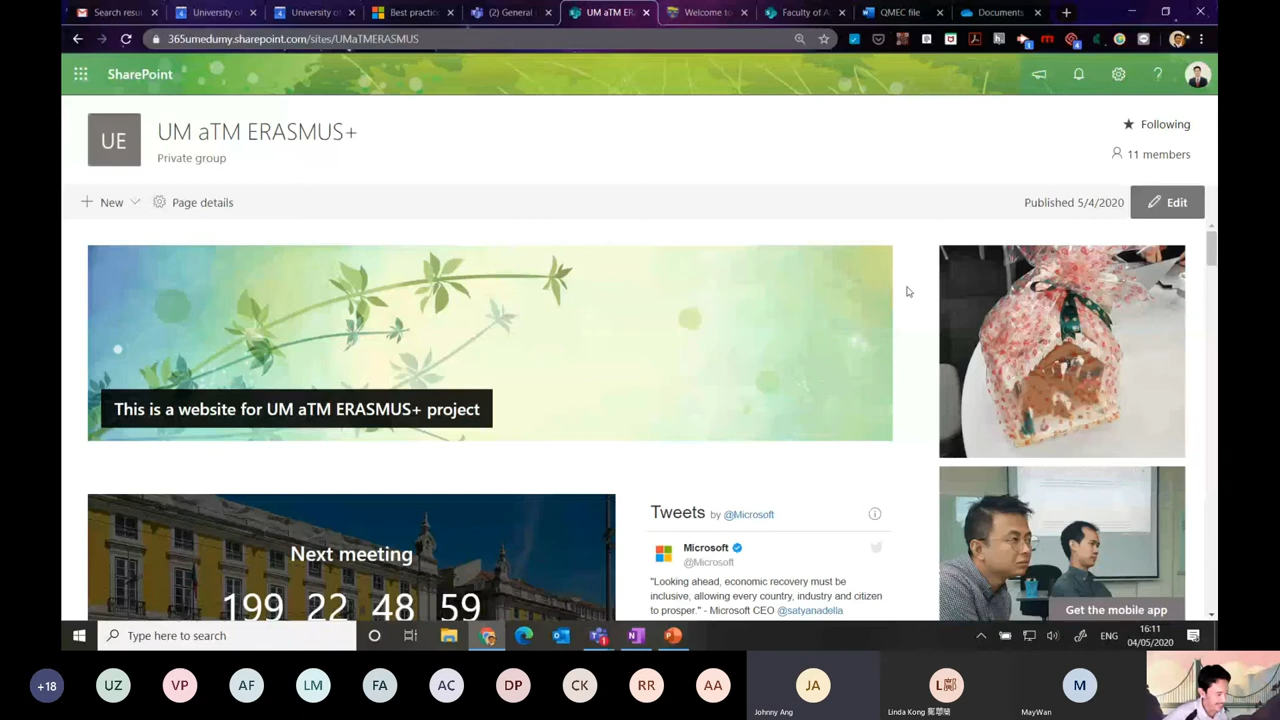 Search resu
University of
University of
Best practic
(2) General
UM aTM ER
Welcome to
Faculty of A
QMEC file
Documents
365umedumy.sharepoint.com/sites/UMaTMERASMUS
SharePoint
UE
UM aTM ERASMUS+
Private group
Following
11 members
New
Page details
Published 5/4/2020
Edit
This is a website for UM aTM ERASMUS+ project
Next meeting
199 22 48 59
Tweets by @Microsoft
Microsoft
@Microsoft
"Looking ahead, economic recovery must be
inclusive, allowing every country, industry and citizen
to prosper." - Microsoft CEO @satyanadella
Get the mobile app
Type here to search
ENG
16:11
04/05/2020
+18
UZ
VP
AF
LM
FA
AC
DP
CK
RR
AA
JA
Johnny Ang
L鄺
Linda Kong
M
MayWan